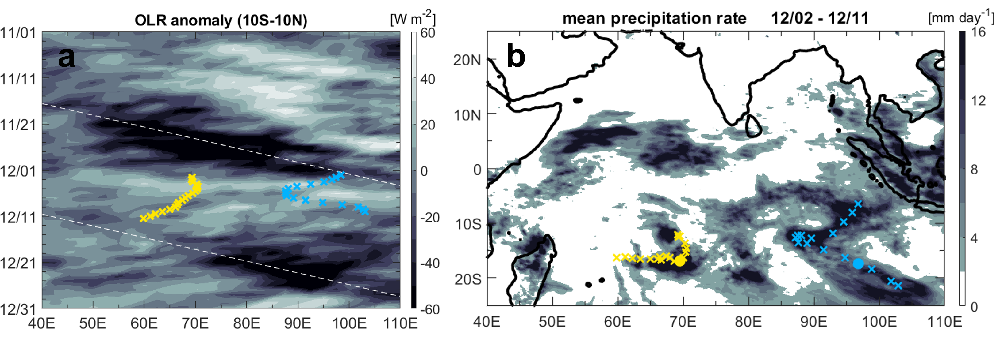 OLR anomaly (10S-10N) [W m-2]
a
11/01
11/11
11/21
12/01
12/11
12/21
12/31
40E 50E 60E 70E 80E 90E 100E 110E
60
40
20
0
-20
-40
-60
mean precipitation rate 12/02 - 12/11 [mm day-1]
b
20N
10N
0
10S
20S
40E 50E 60E 70E 80E 90E 100E 110E
16
12
8
4
0